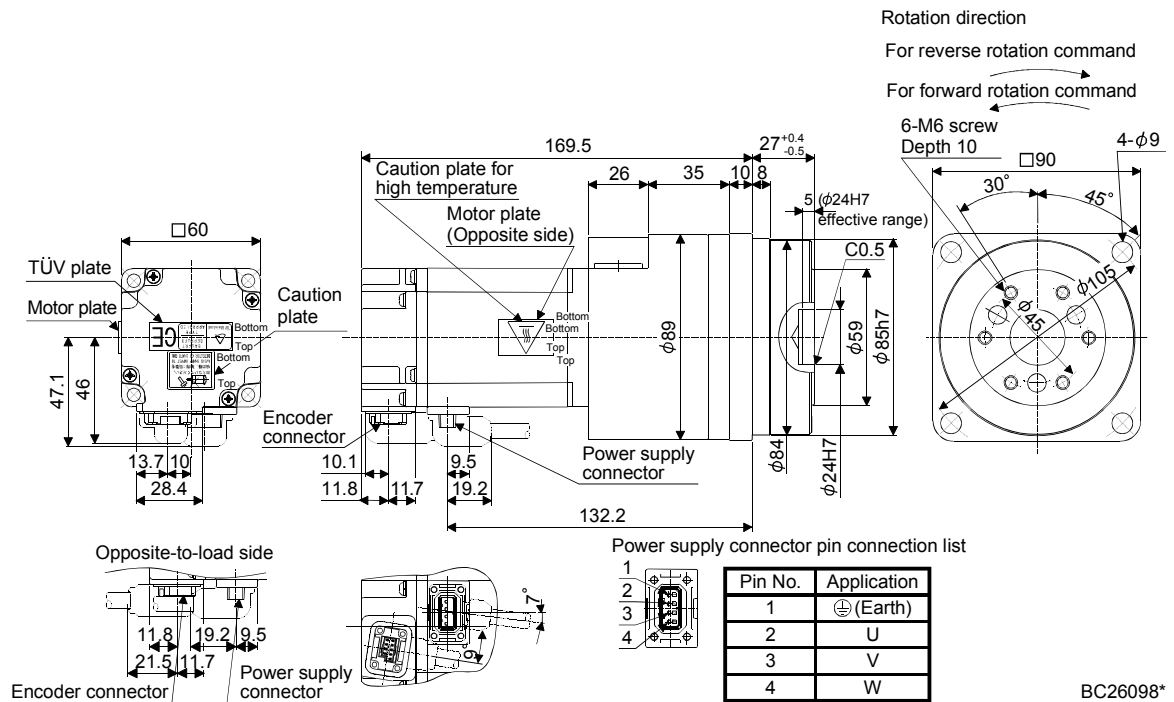 Rotation direction
For reverse rotation command
For forward rotation command
6-M6 screw
Depth 10
4-φ9
□90
30°
45°
φ105
φ45
169.5
27 +0.4 -0.5
26
35
10
8
5 (φ24H7
effective range)
Caution plate for
high temperature
Motor plate
(Opposite side)
C0.5
Bottom
Bottom
Top
Top
φ89
φ59
φ85h7
φ84
φ24H7
□60
TÜV plate
Motor plate
Caution
plate
Bottom
Top
Bottom
Top
CE
47.1
46
13.7
10
28.4
Encoder
connector
Power supply
connector
10.1
9.5
11.8
11.7
19.2
132.2
Opposite-to-load side
11.8
19.2
9.5
21.5
11.7
Encoder connector
Power supply
connector
7°
9°
Power supply connector pin connection list
1
2
3
4
Pin No. Application
1 ⏚ (Earth)
2 U
3 V
4 W
BC26098*